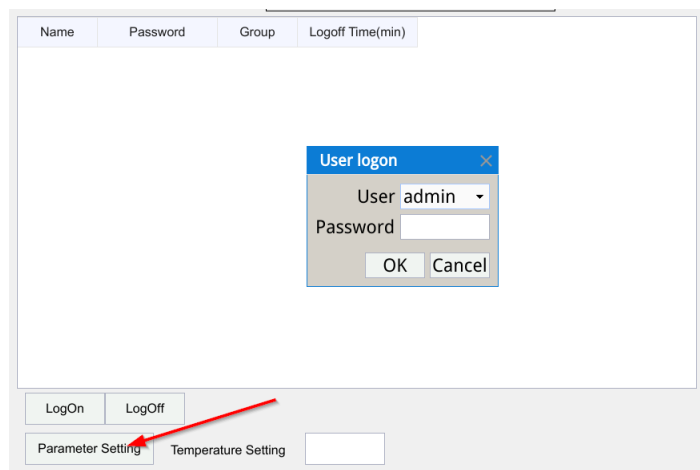 Name Password Group Logoff Time(min)
User logon
User admin
Password
OK Cancel
LogOn LogOff
Parameter Setting Temperature Setting